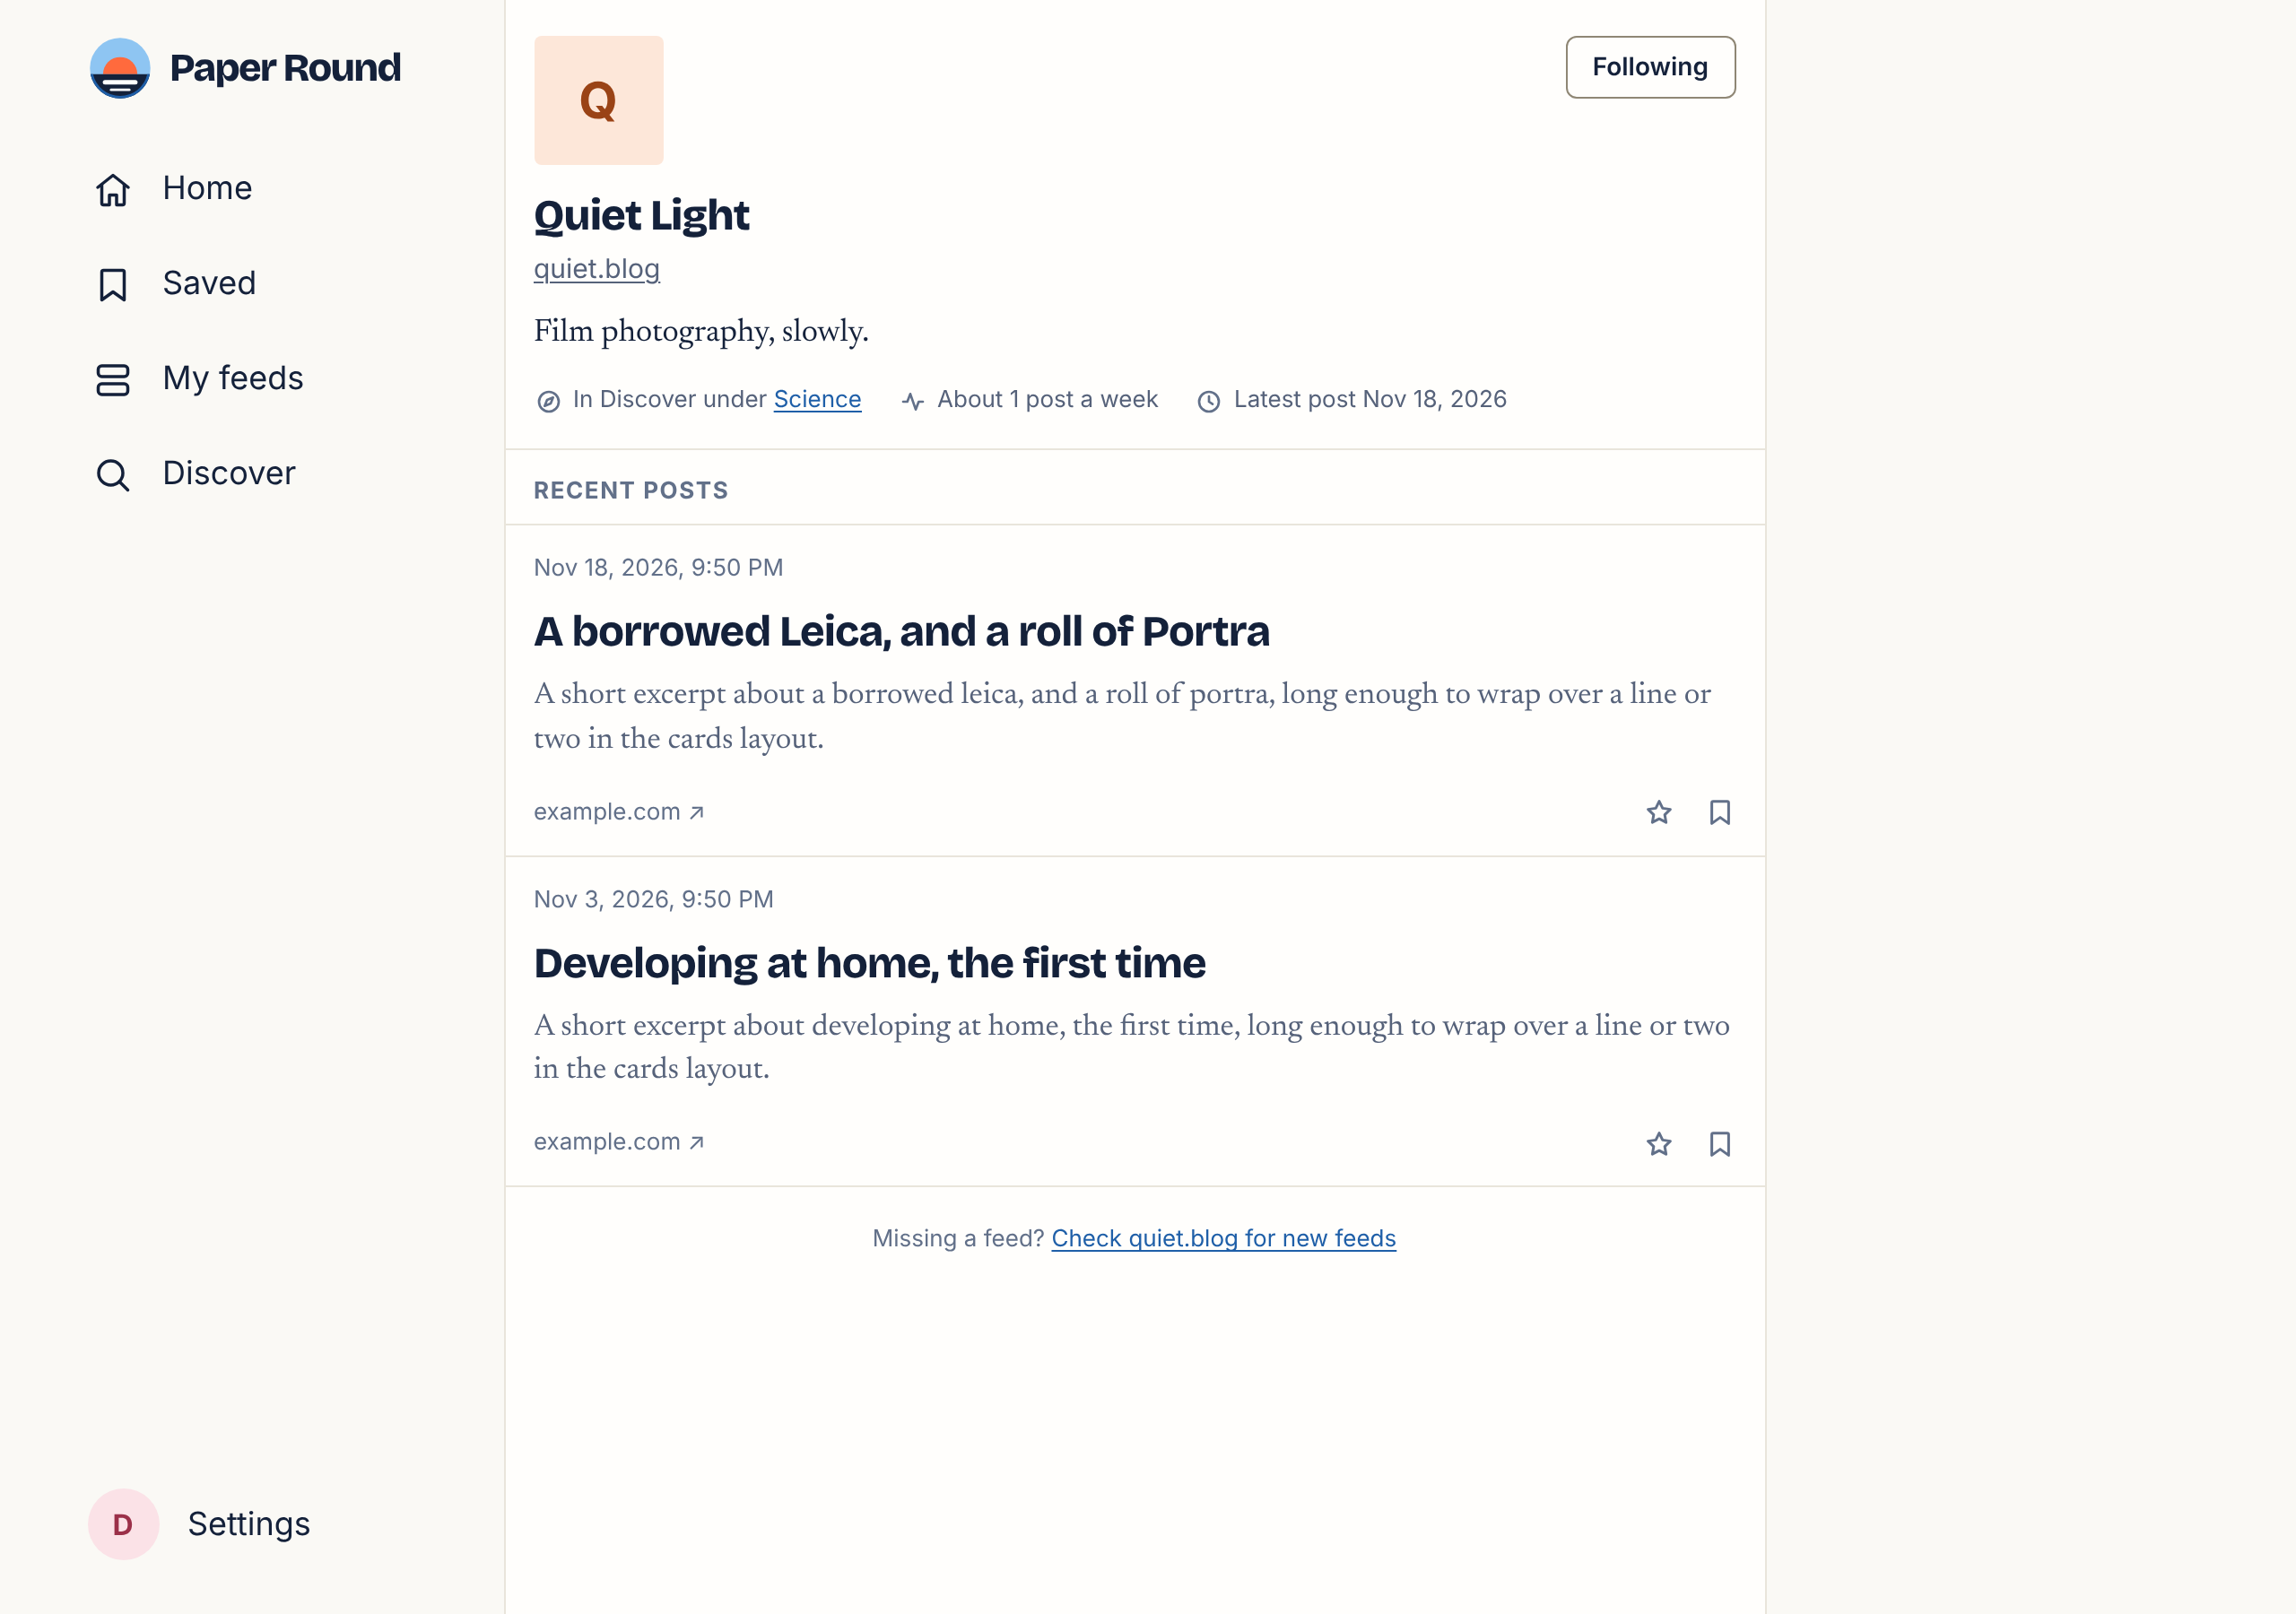 Paper Round
Home
Saved
My feeds
Discover
D
Settings
Q
Following
Quiet Light
quiet.blog
Film photography, slowly.
In Discover under Science
About 1 post a week
Latest post Nov 18, 2026
RECENT POSTS
Nov 18, 2026, 9:50 PM
A borrowed Leica, and a roll of Portra
A short excerpt about a borrowed leica, and a roll of portra, long enough to wrap over a line or
two in the cards layout.
example.com ↗
Nov 3, 2026, 9:50 PM
Developing at home, the first time
A short excerpt about developing at home, the first time, long enough to wrap over a line or two
in the cards layout.
example.com ↗
Missing a feed? Check quiet.blog for new feeds